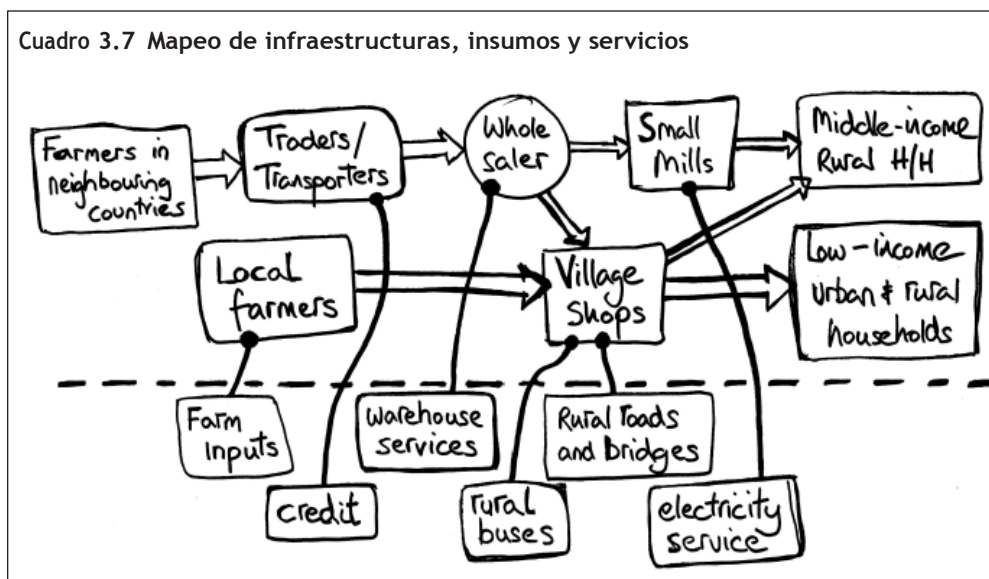 Cuadro 3.7 Mapeo de infraestructuras, insumos y servicios
Farmers in
neighbouring
countries
Traders/
Transporters
Whole
saler
Small
Mills
Middle-income
Rural H/H
Local
farmers
Village
Shops
Low-income
urban & rural
households
Farm
Inputs
credit
warehouse
services
rural
buses
Rural roads
and bridges
electricity
service